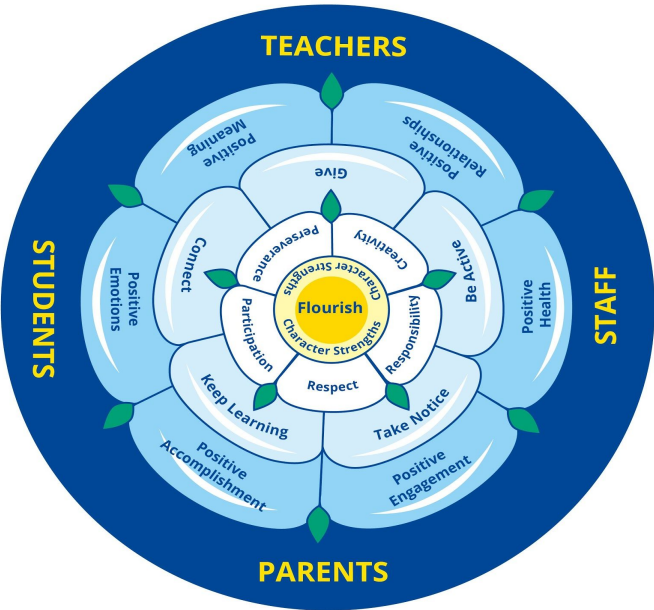 TEACHERS
Positive
Meaning
Positive
Relationships
Give
Connect
Be Active
Perseverance
Creativity
STUDENTS
Positive
Emotions
Character Strengths
Flourish
Character Strengths
Participation
Responsibility
Respect
Positive
Health
STAFF
Keep Learning
Take Notice
Positive
Accomplishment
Positive
Engagement
PARENTS